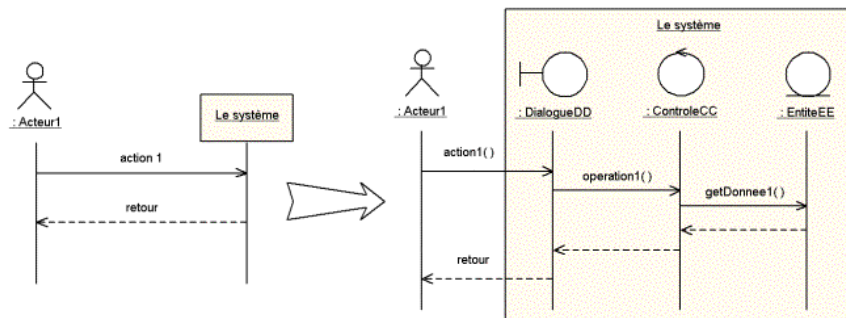 : Acteur1
Le système
action 1
retour
Le système
: Acteur1
: DialogueDD
: ControleCC
: EntiteEE
action1( )
operation1( )
getDonnee1( )
retour